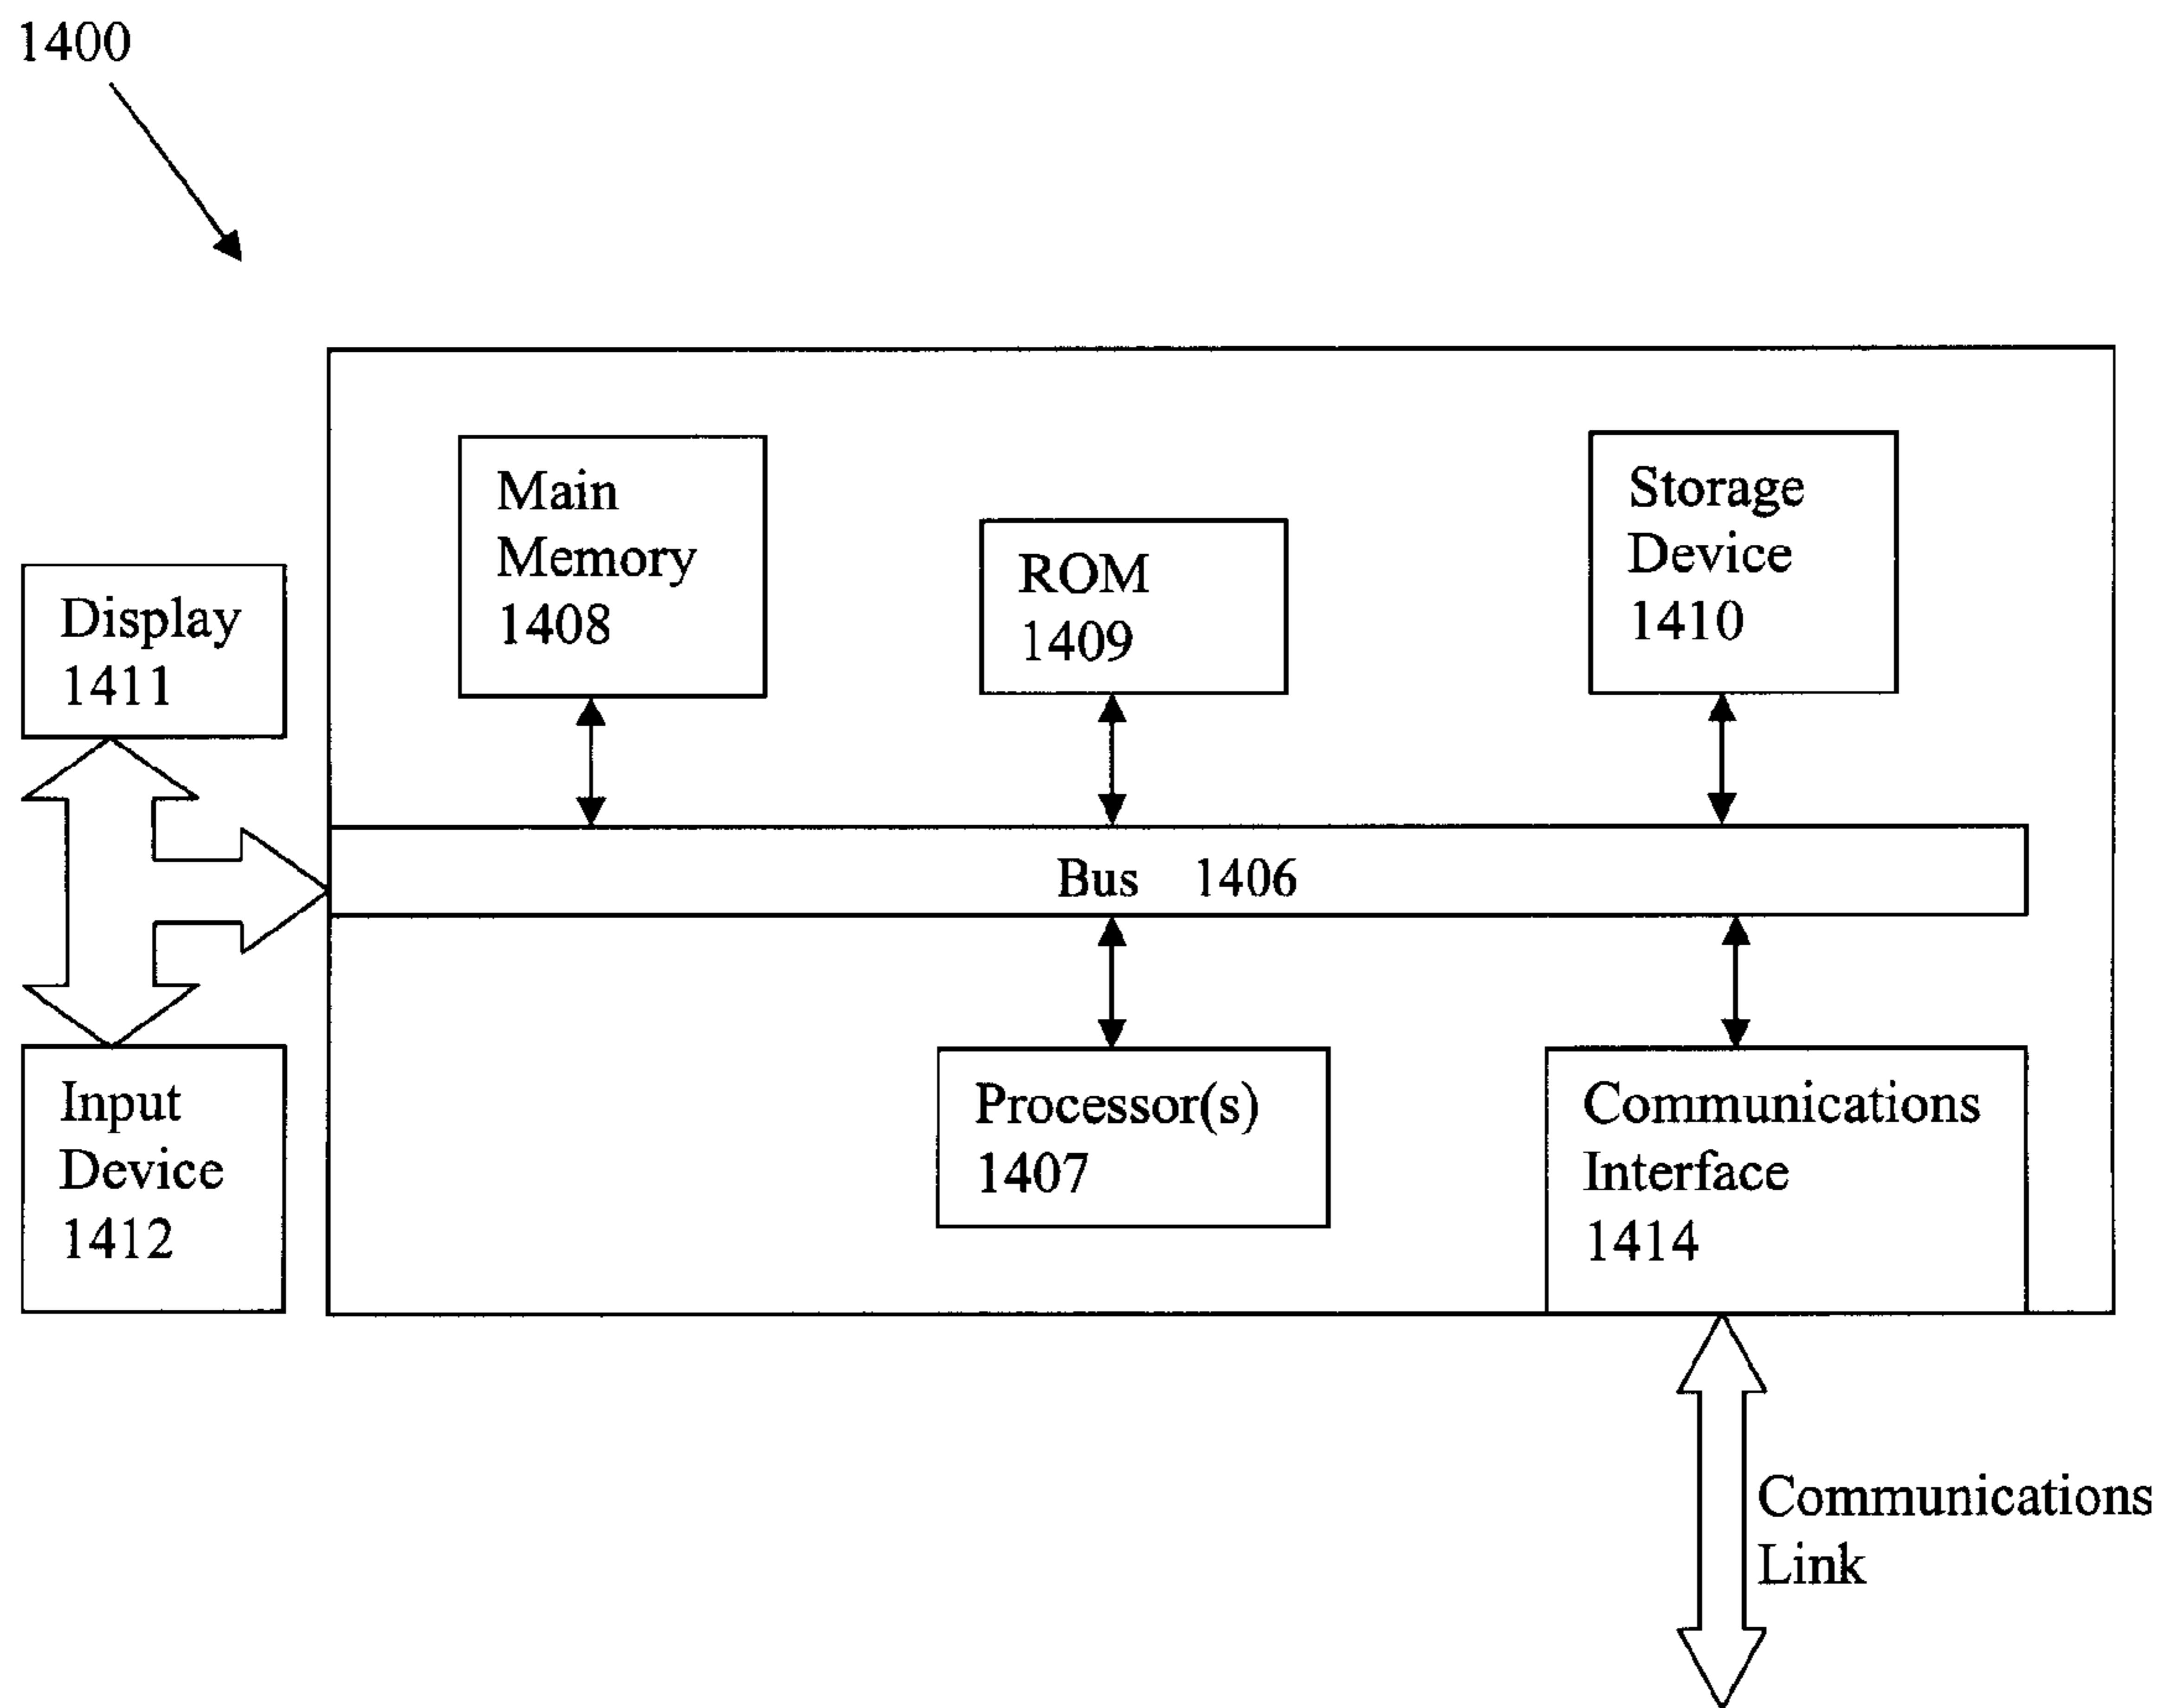 1400
Main
Memory
1408
ROM
1409
Storage
Device
1410
Display
1411
Bus 1406
Input
Device
1412
Processor(s)
1407
Communications
Interface
1414
Communications
Link